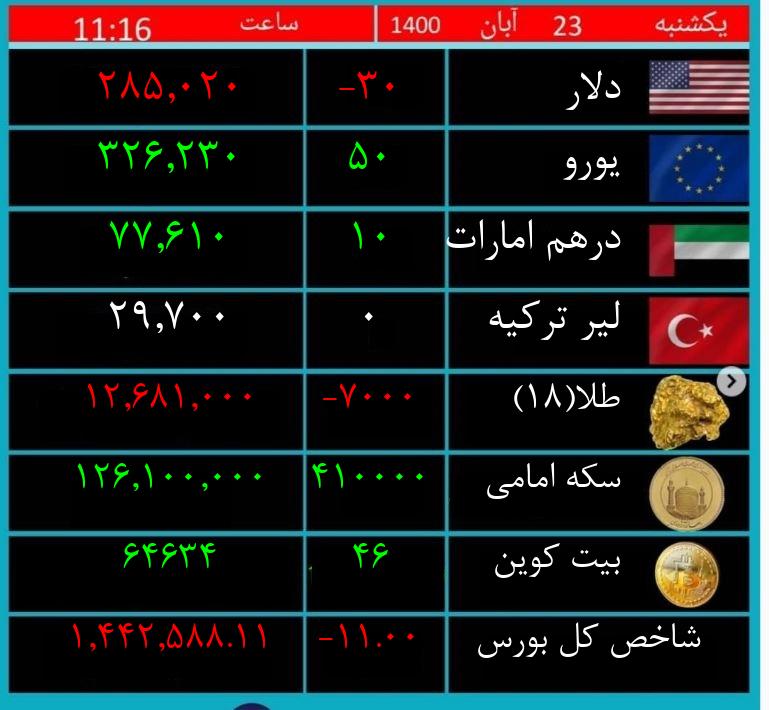 یکشنبه 23 آبان 1400 | ساعت 11:16
دلار -۳۰ ۲۸۵,۰۲۰
یورو ۵۰ ۳۲۶,۲۳۰
درهم امارات ۱۰ ۷۷,۶۱۰
لیر ترکیه ۰ ۲۹,۷۰۰
طلا(۱۸) -۷۰۰۰ ۱۲,۶۸۱,۰۰۰
سکه امامی ۴۱۰۰۰۰ ۱۲۶,۱۰۰,۰۰۰
بیت کوین ۴۶ ۶۴۶۳۴
شاخص کل بورس -۱۱.۰۰ ۱,۴۴۲,۵۸۸.۱۱